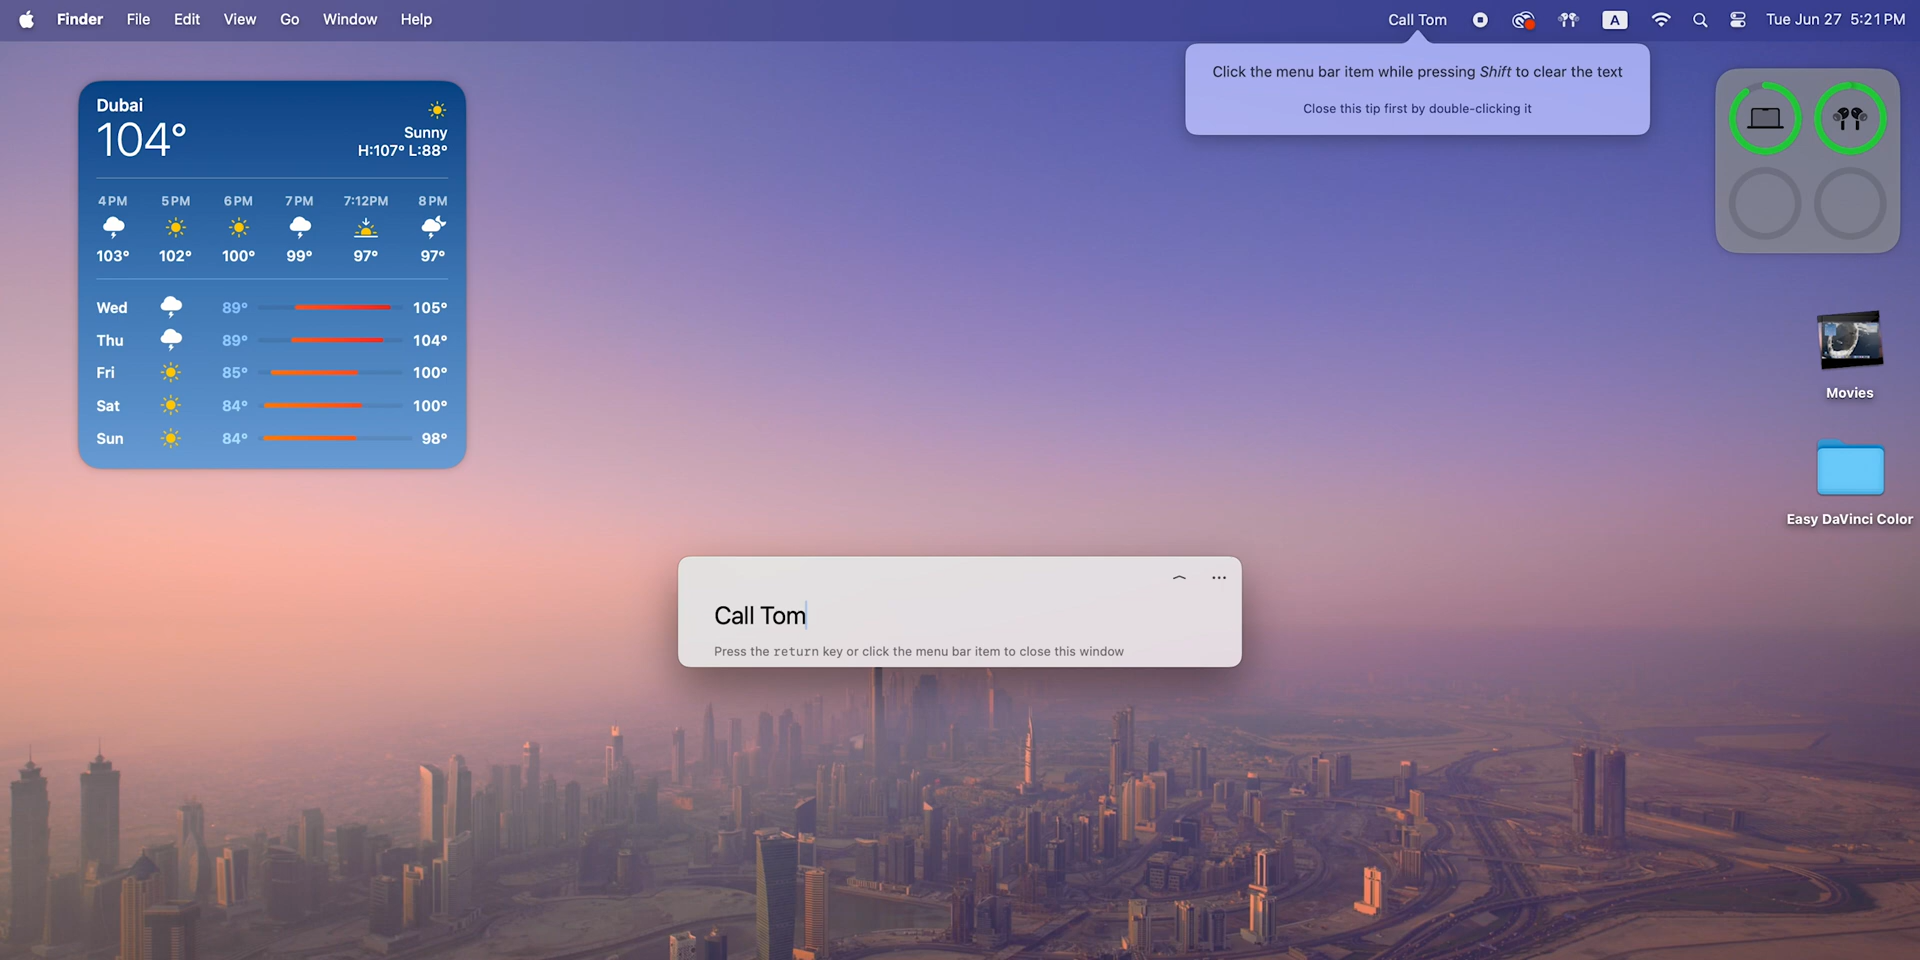 Finder File Edit View Go Window Help
Call Tom A Tue Jun 27 5:21 PM
Click the menu bar item while pressing Shift to clear the text
Close this tip first by double-clicking it
Dubai
104°
Sunny
H:107° L:88°
4 PM 5 PM 6 PM 7 PM 7:12PM 8 PM
103° 102° 100° 99° 97° 97°
Wed 89° 105°
Thu 89° 104°
Fri 85° 100°
Sat 84° 100°
Sun 84° 98°
Movies
Easy DaVinci Color
Call Tom
Press the return key or click the menu bar item to close this window